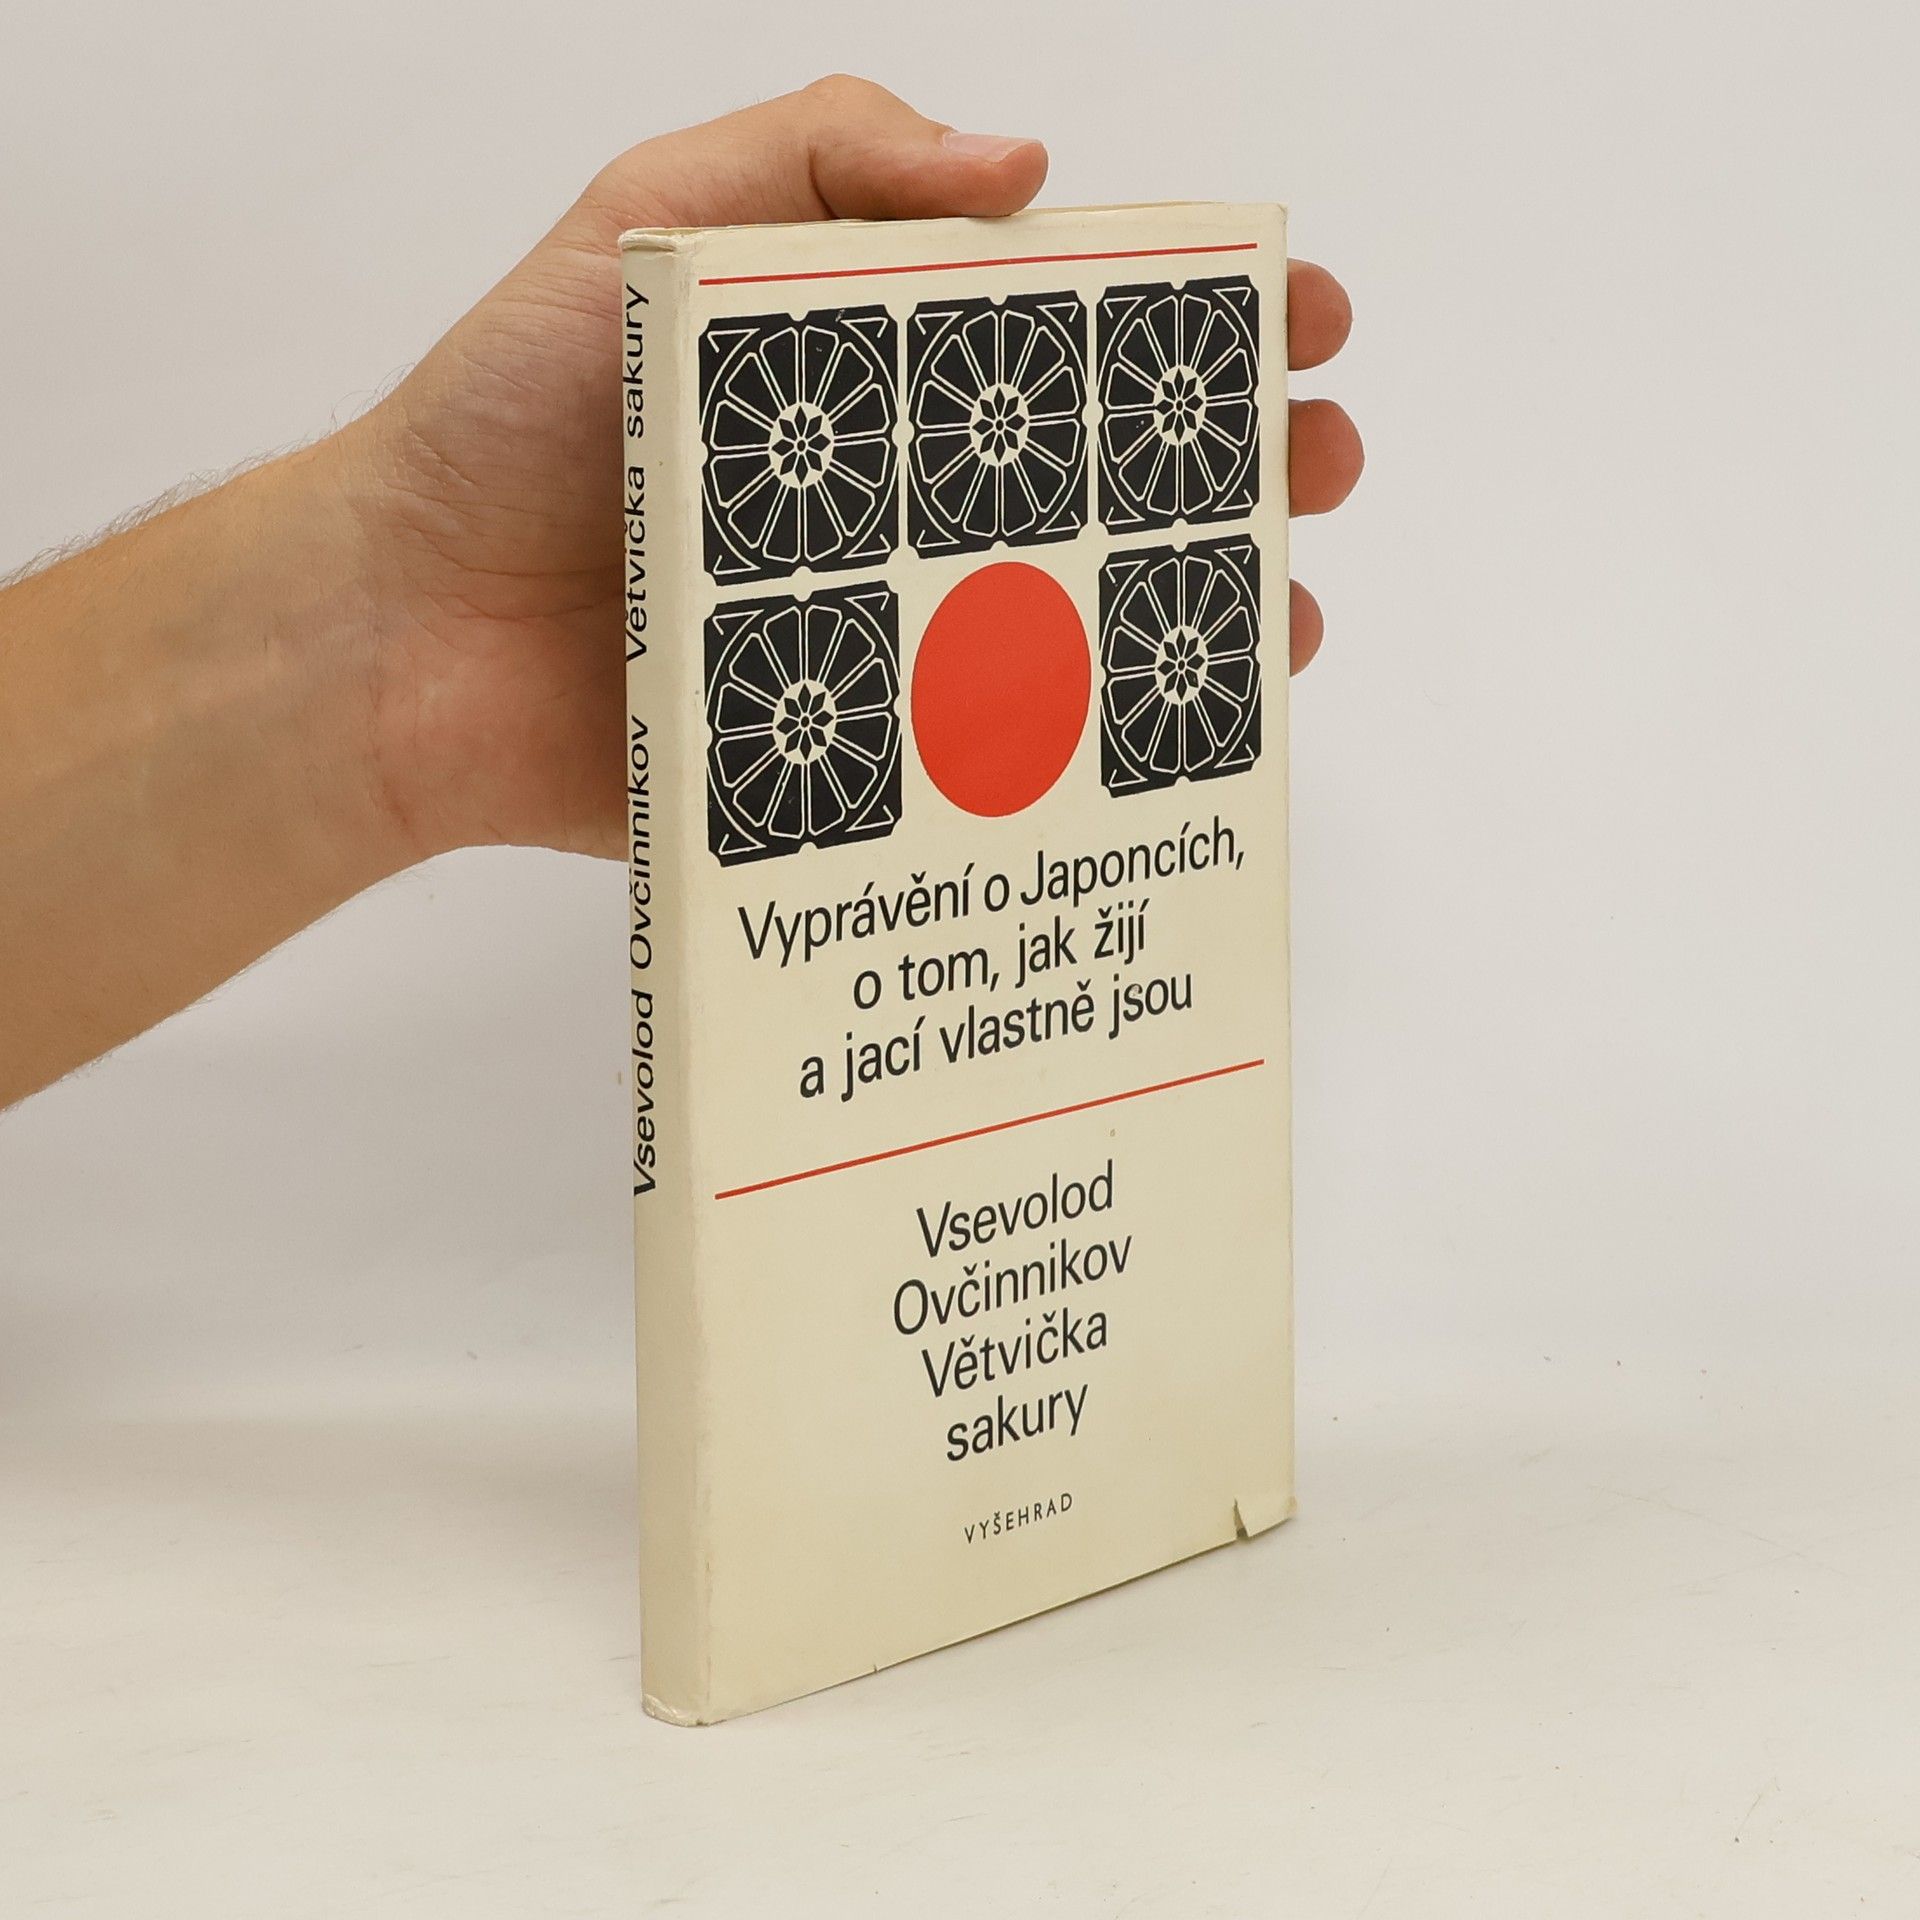 Vsevolod Ovčinnikov Větvička sakury
Vyprávění o Japoncích,
o tom, jak žijí
a jací vlastně jsou
Vsevolod
Ovčinnikov
Větvička
sakury
VYŠEHRAD